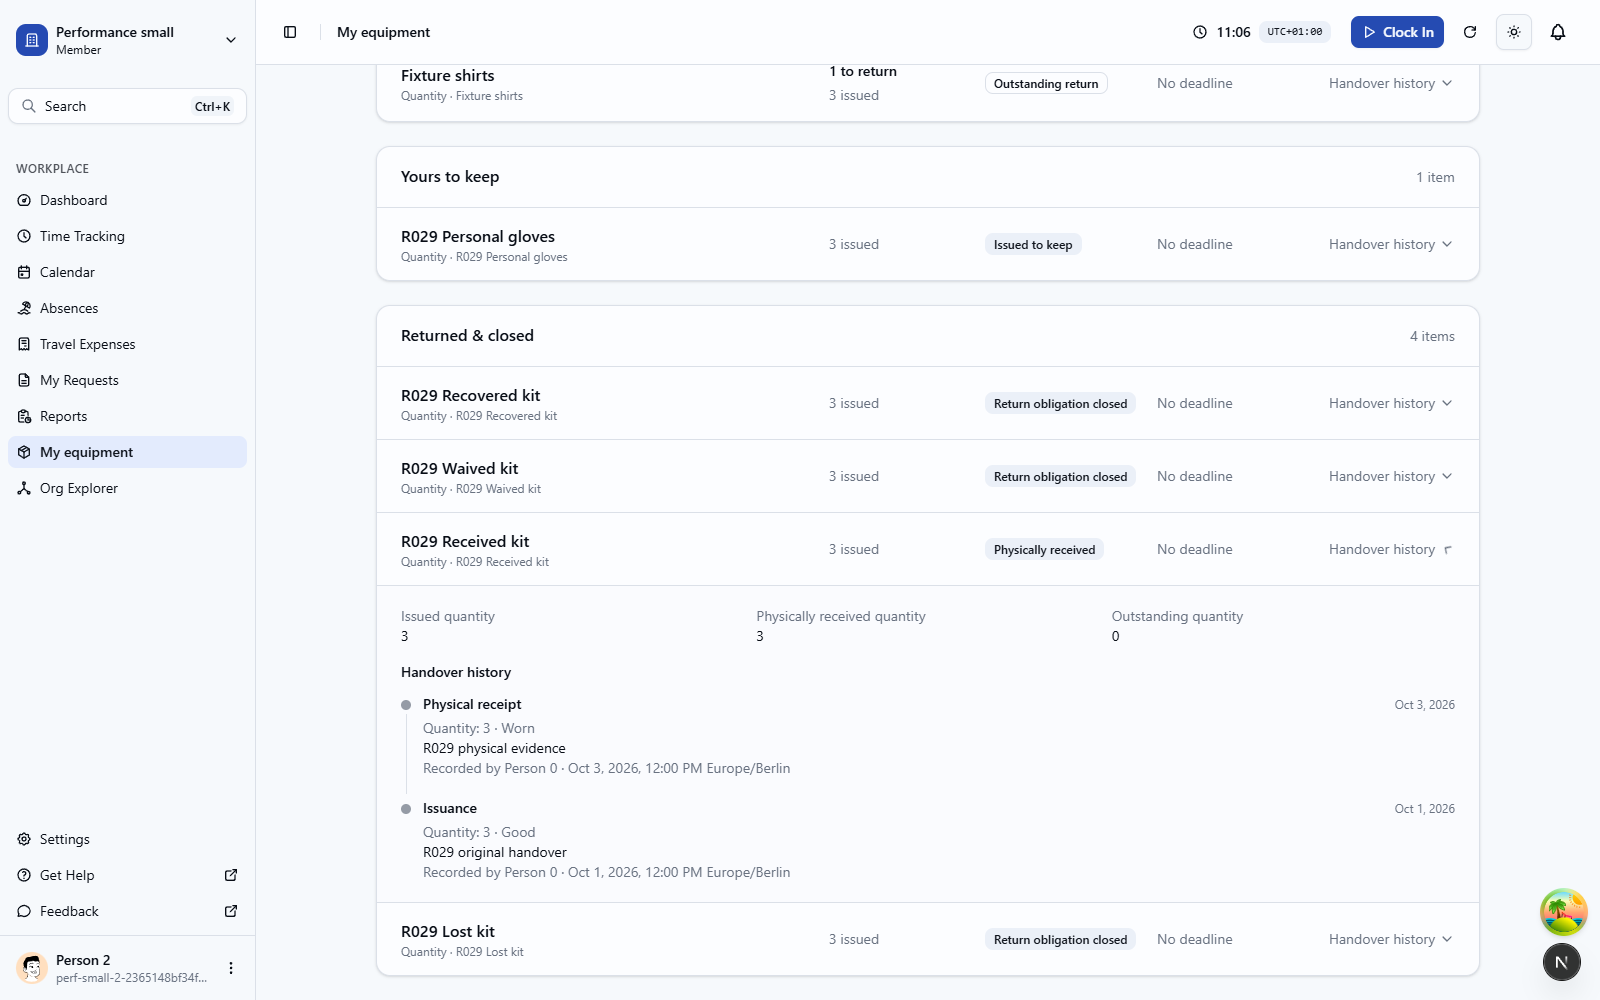 Performance small
Member
My equipment
11:06
UTC+01:00
Clock In
Search
Ctrl+K
WORKPLACE
Dashboard
Time Tracking
Calendar
Absences
Travel Expenses
My Requests
Reports
My equipment
Org Explorer
Settings
Get Help
Feedback
Person 2
perf-small-2-2365148bf34f...
Fixture shirts
Quantity · Fixture shirts
1 to return
3 issued
Outstanding return
No deadline
Handover history
Yours to keep
1 item
R029 Personal gloves
Quantity · R029 Personal gloves
3 issued
Issued to keep
No deadline
Handover history
Returned & closed
4 items
R029 Recovered kit
Quantity · R029 Recovered kit
3 issued
Return obligation closed
No deadline
Handover history
R029 Waived kit
Quantity · R029 Waived kit
3 issued
Return obligation closed
No deadline
Handover history
R029 Received kit
Quantity · R029 Received kit
3 issued
Physically received
No deadline
Handover history
Issued quantity
3
Physically received quantity
3
Outstanding quantity
0
Handover history
Physical receipt
Oct 3, 2026
Quantity: 3 · Worn
R029 physical evidence
Recorded by Person 0 · Oct 3, 2026, 12:00 PM Europe/Berlin
Issuance
Oct 1, 2026
Quantity: 3 · Good
R029 original handover
Recorded by Person 0 · Oct 1, 2026, 12:00 PM Europe/Berlin
R029 Lost kit
Quantity · R029 Lost kit
3 issued
Return obligation closed
No deadline
Handover history
N